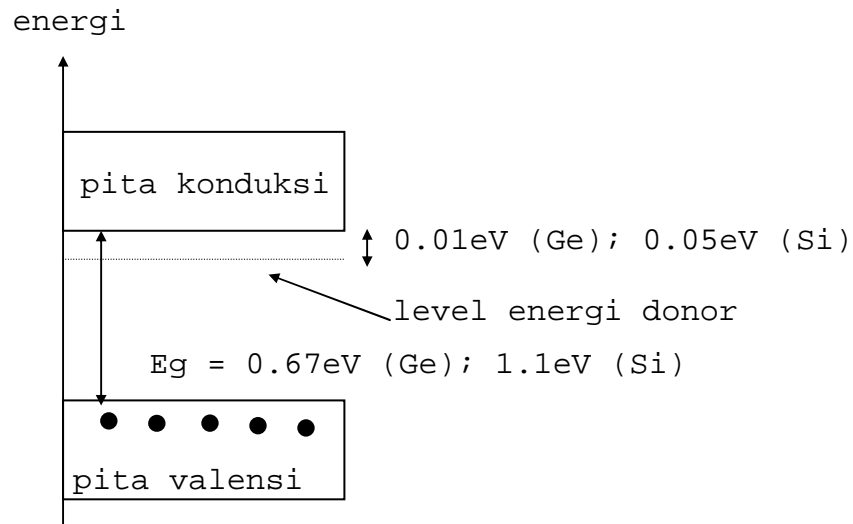 energi
pita konduksi
0.01eV (Ge); 0.05eV (Si)
level energi donor
Eg = 0.67eV (Ge); 1.1eV (Si)
pita valensi